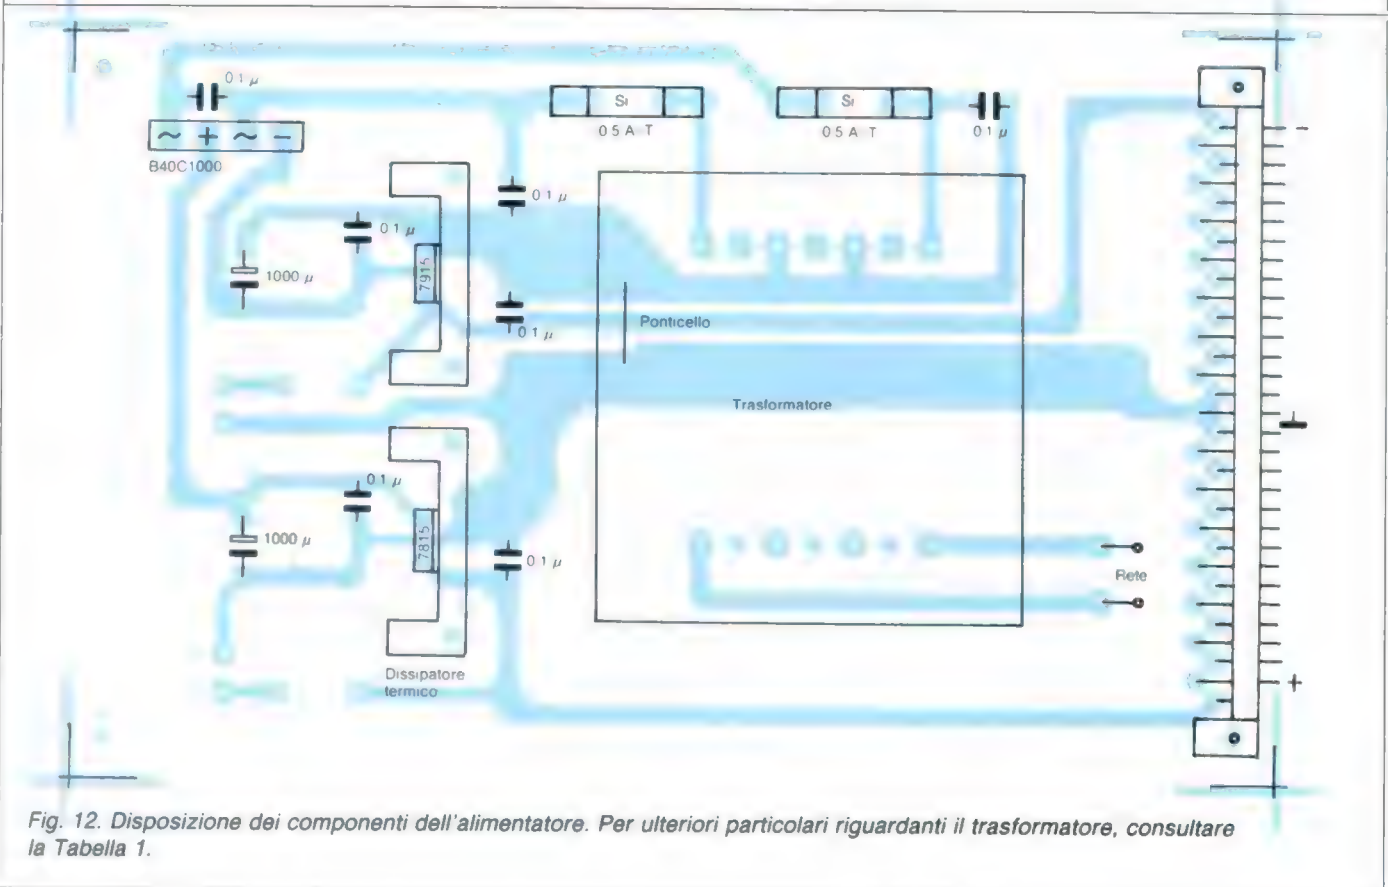 0 1 µ
~ + ~ −
B40C1000
Si
0 5 A T
Si
0 5 A T
0 1 µ
0 1 µ
0 1 µ
7915
1000 µ
0 1 µ
Ponticello
−
Trasformatore
⊥
0 1 µ
7815
1000 µ
0 1 µ
Rete
Dissipatore
termico
+
Fig. 12. Disposizione dei componenti dell'alimentatore. Per ulteriori particolari riguardanti il trasformatore, consultare
la Tabella 1.